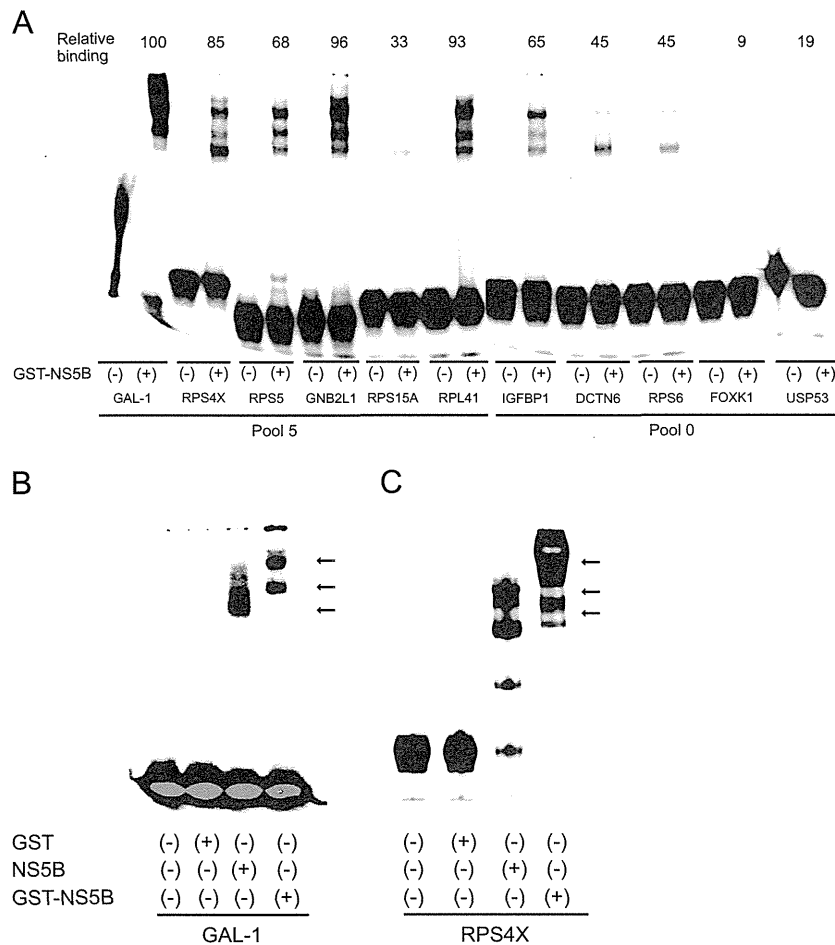 A
Relative binding 100 85 68 96 33 93 65 45 45 9 19
GST-NS5B (-) (+) (-) (+) (-) (+) (-) (+) (-) (+) (-) (+) (-) (+) (-) (+) (-) (+) (-) (+) (-) (+)
GAL-1 RPS4X RPS5 GNB2L1 RPS15A RPL41 IGFBP1 DCTN6 RPS6 FOXK1 USP53
Pool 5 Pool 0
B C
GST (-) (+) (-) (-) (-) (+) (-) (-)
NS5B (-) (-) (+) (-) (-) (-) (+) (-)
GST-NS5B (-) (-) (-) (+) (-) (-) (-) (+)
GAL-1 RPS4X